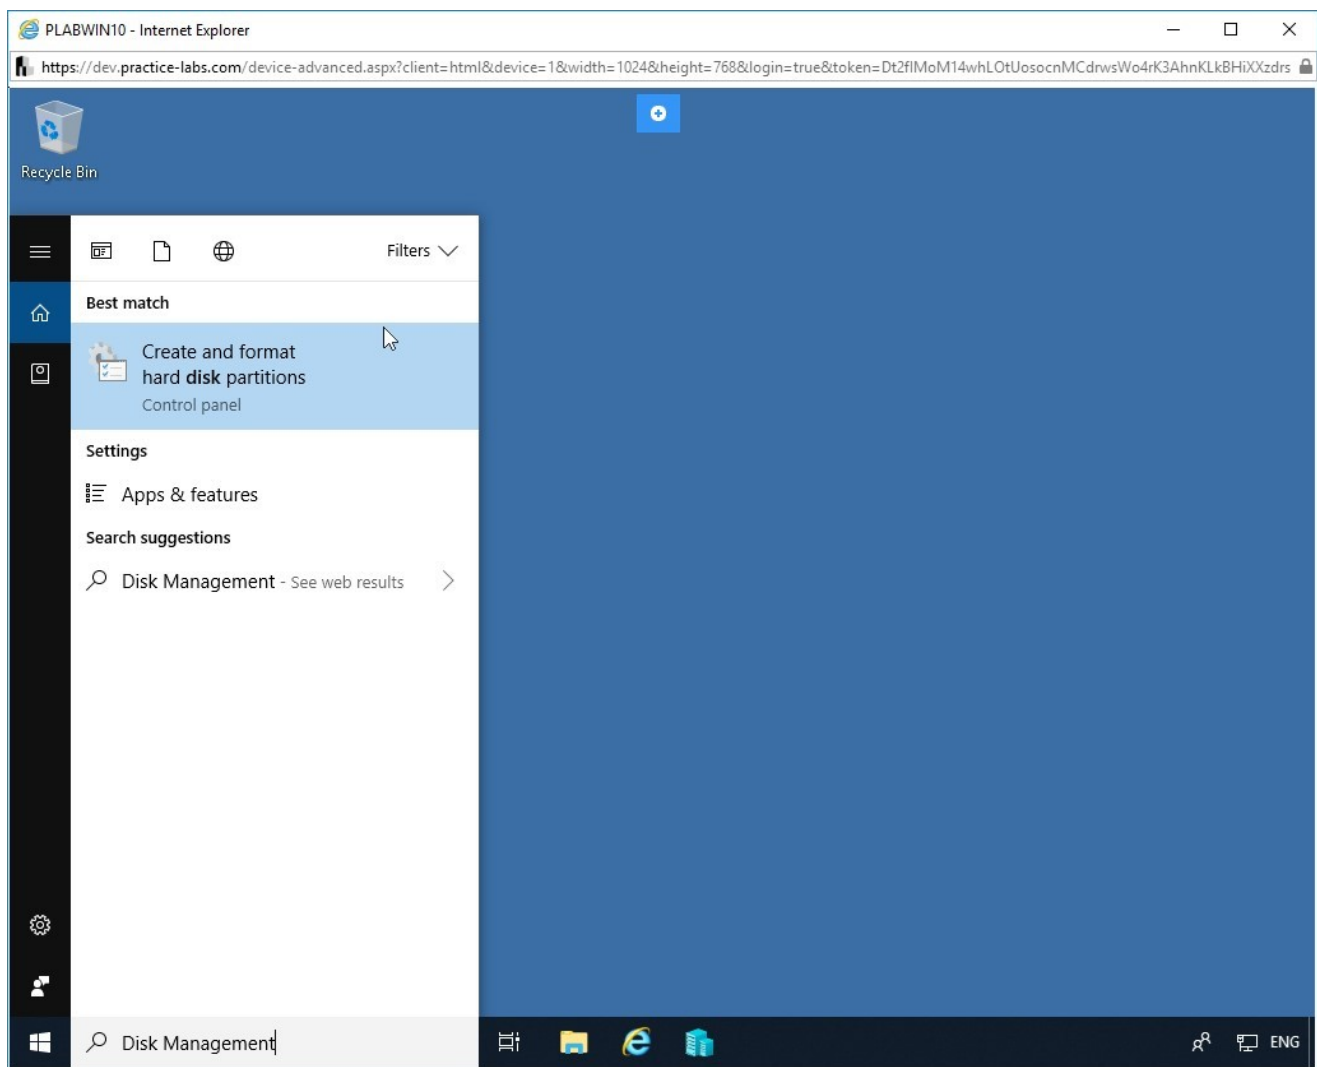 PLABWIN10 - Internet Explorer
https://dev.practice-labs.com/device-advanced.aspx?client=html&device=1&width=1024&height=768&login=true&token=Dt2flMoM14whLOtUosocnMCdrwsWo4rK3AhnKLkBHiXXzdrs
Recycle Bin
Filters
Best match
Create and format
hard disk partitions
Control panel
Settings
Apps & features
Search suggestions
Disk Management - See web results
Disk Management
ENG